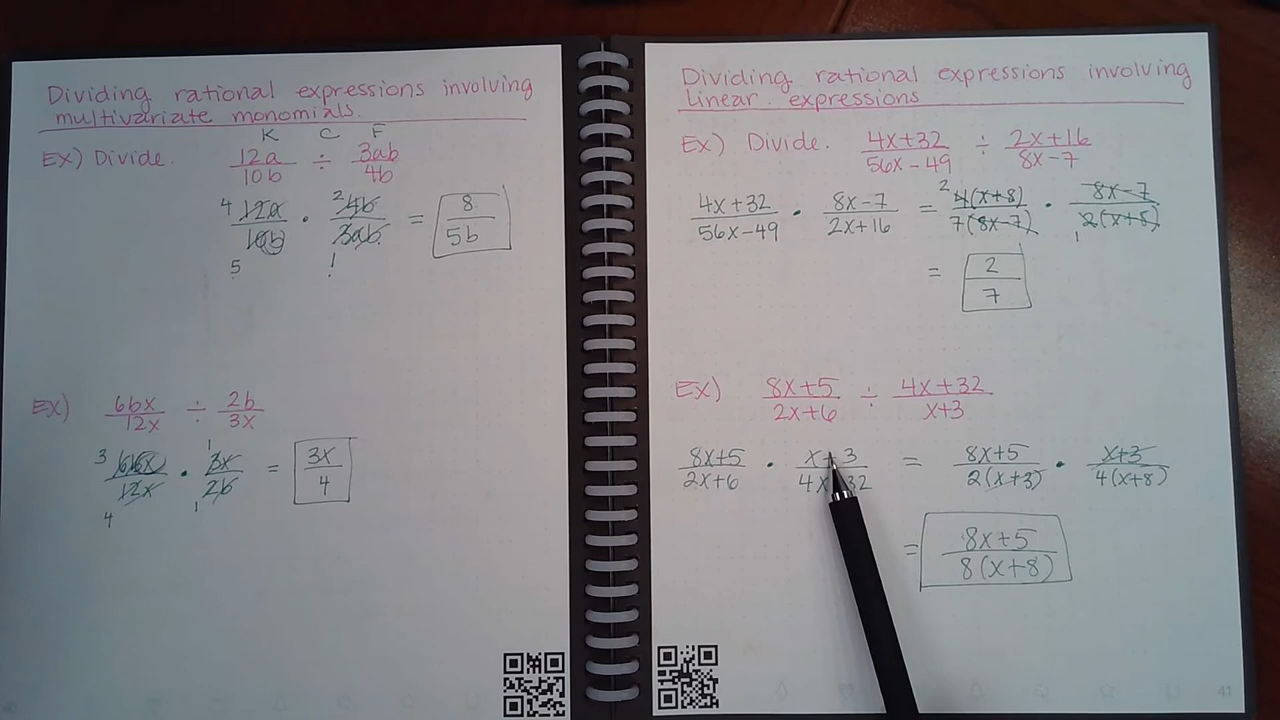 Dividing rational expressions involving
multivariate monomials.
K C F
Ex) Divide. 12a/10b ÷ 3ab/4b
4 12a/10b · 2 4b/3ab = 8/5b
5 1
Ex) 6bx/12x ÷ 2b/3x
3 6bx/12x · 1 3x/2b = 3x/4
4 1
40
Dividing rational expressions involving
linear expressions
Ex) Divide. 4x+32/56x-49 ÷ 2x+16/8x-7
4x+32/56x-49 · 8x-7/2x+16 = 2 4(x+8)/7(8x-7) · 8x-7/2(x+8)
1
= 2/7
Ex) 8x+5/2x+6 ÷ 4x+32/x+3
8x+5/2x+6 · x+3/4x+32 = 8x+5/2(x+3) · x+3/4(x+8)
= 8x+5/8(x+8)
41